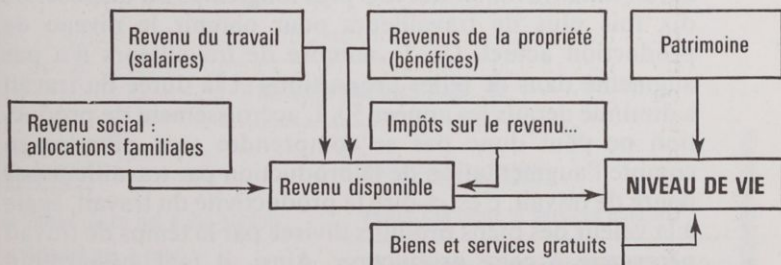 Revenu du travail
(salaires)
Revenus de la propriété
(bénéfices)
Patrimoine
Revenu social :
allocations familiales
Impôts sur le revenu...
Revenu disponible
NIVEAU DE VIE
Biens et services gratuits